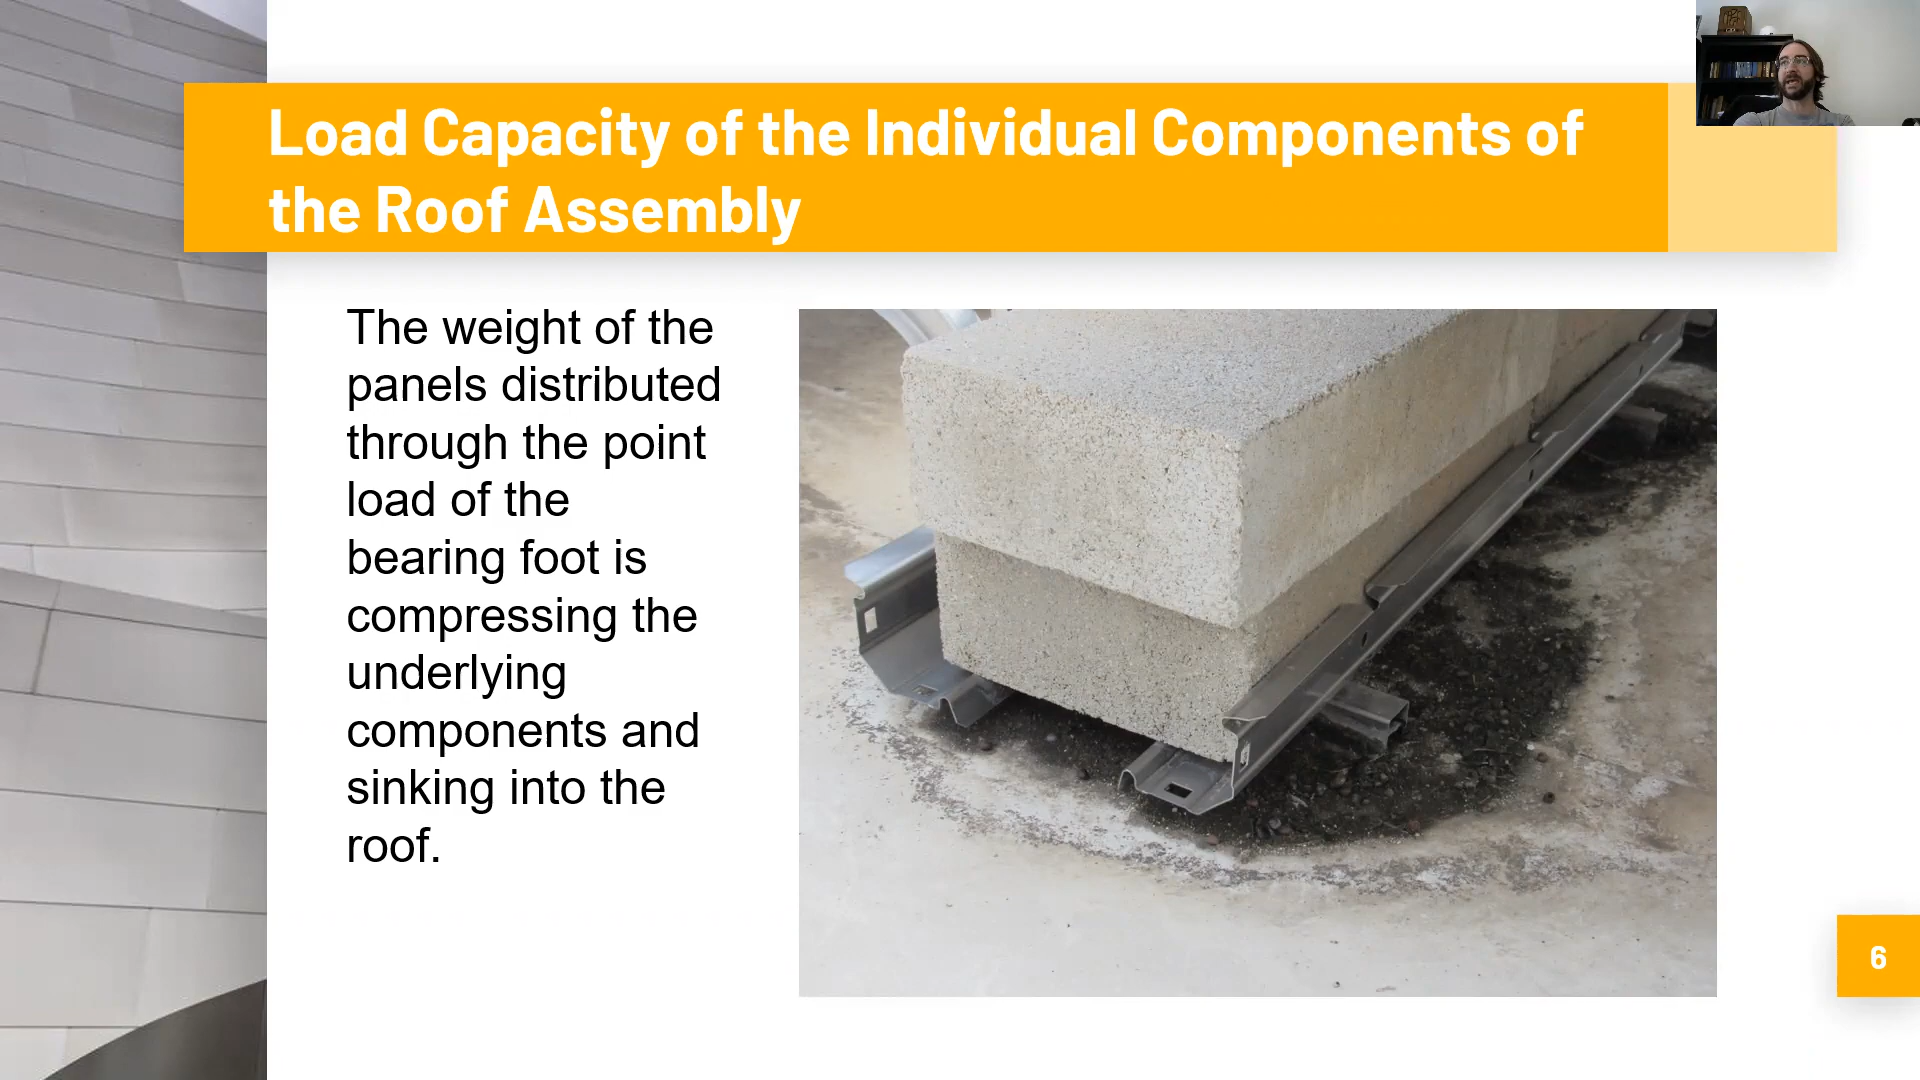 Load Capacity of the Individual Components of
the Roof Assembly
The weight of the
panels distributed
through the point
load of the
bearing foot is
compressing the
underlying
components and
sinking into the
roof.
6